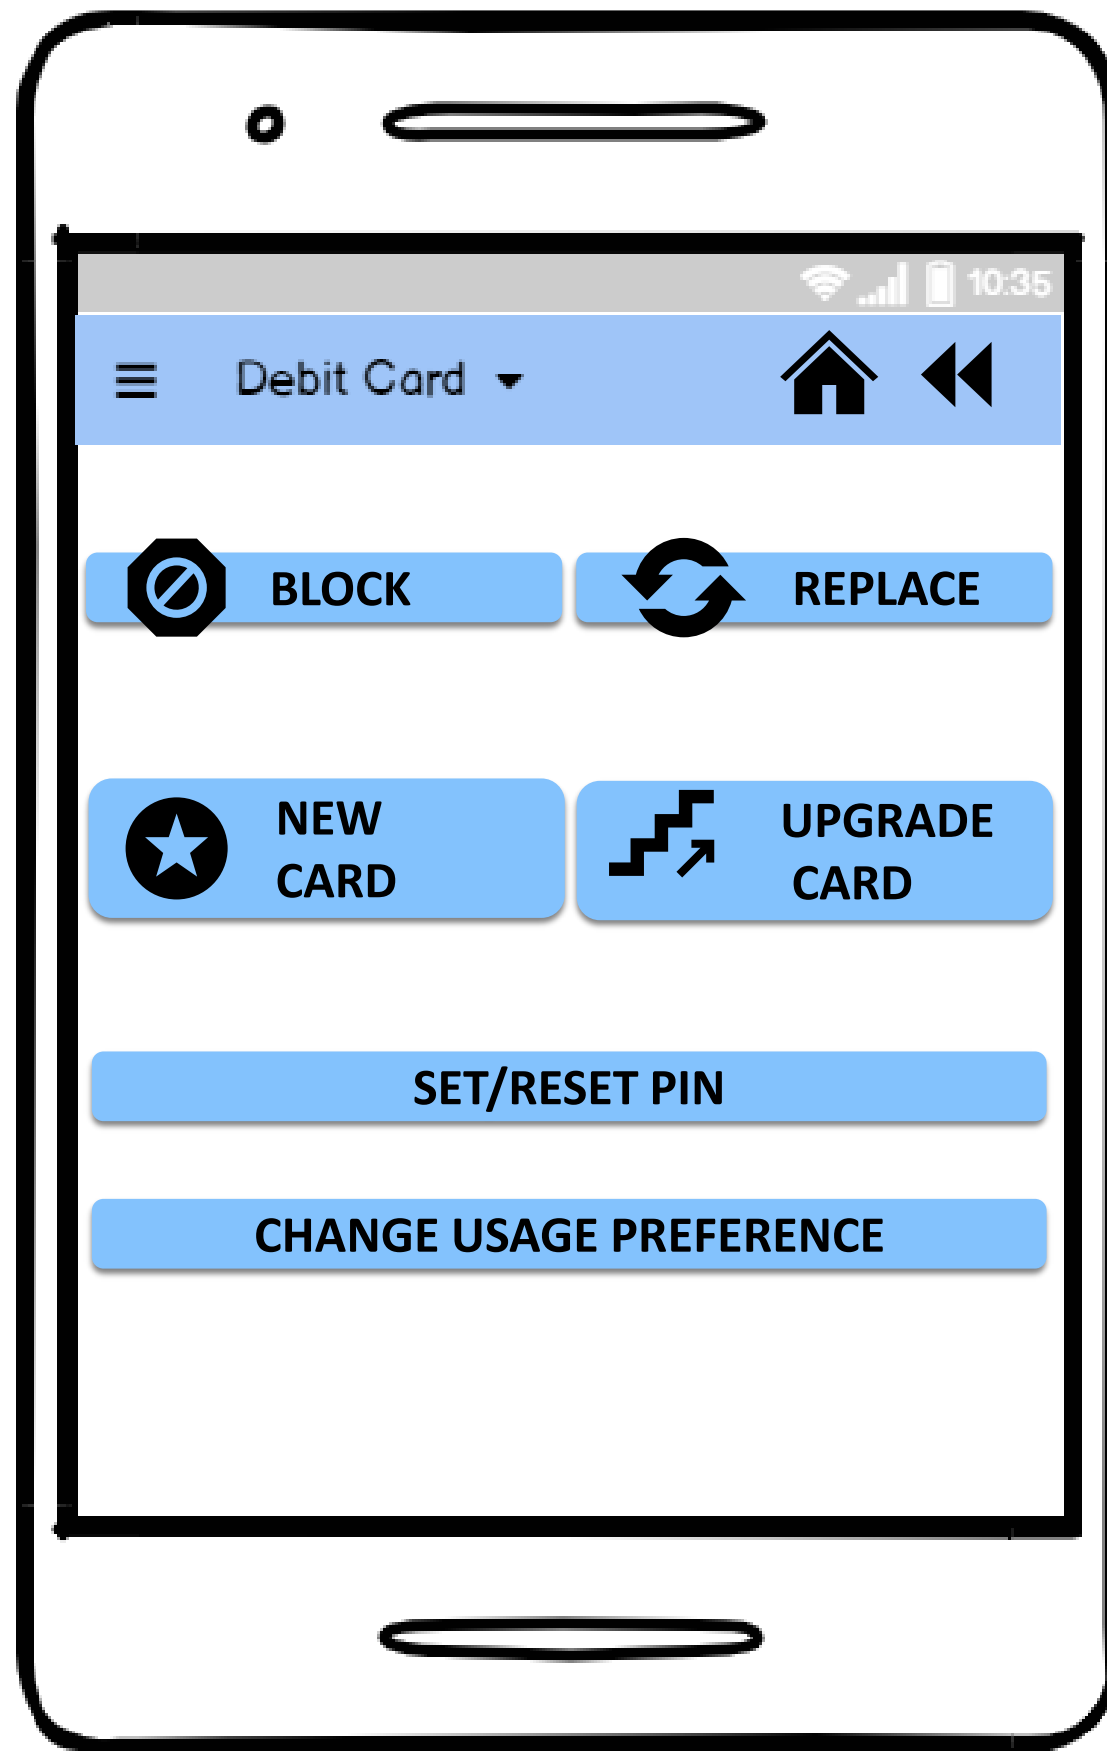 10:35
Debit Card
BLOCK
REPLACE
NEW
CARD
UPGRADE
CARD
SET/RESET PIN
CHANGE USAGE PREFERENCE